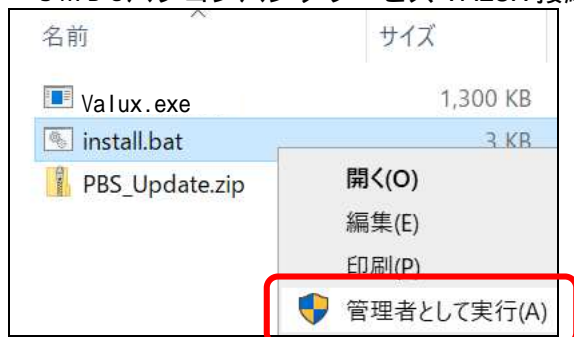 名前 サイズ
Valux.exe 1,300 KB
install.bat 3 KB
PBS_Update.zip
開く(O)
編集(E)
印刷(P)
管理者として実行(A)